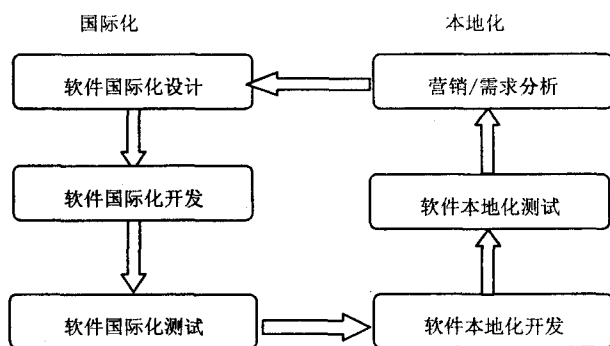 国际化
本地化
软件国际化设计
营销/需求分析
软件国际化开发
软件本地化测试
软件国际化测试
软件本地化开发